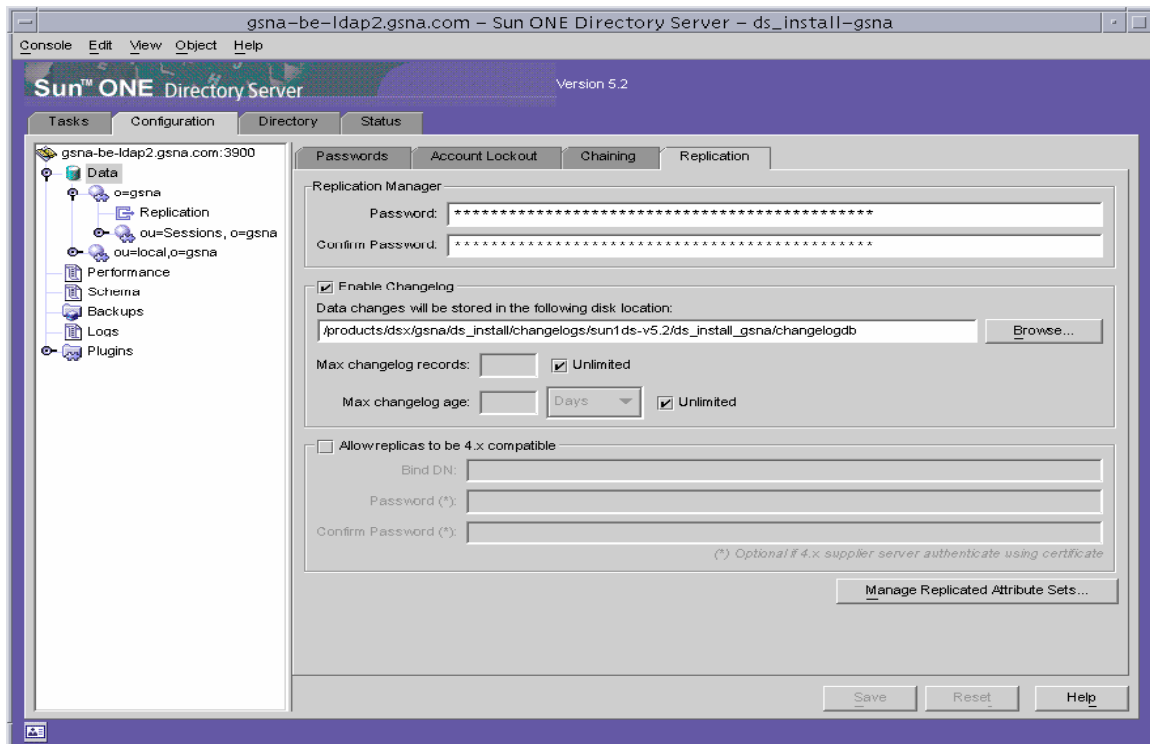 gsna-be-ldap2.gsna.com – Sun ONE Directory Server – ds_install-gsna
Console Edit View Object Help
Sun™ ONE Directory Server
Version 5.2
Tasks Configuration Directory Status
gsna-be-ldap2.gsna.com:3900
Data
o=gsna
Replication
ou=Sessions, o=gsna
ou=local,o=gsna
Performance
Schema
Backups
Logs
Plugins
Passwords Account Lockout Chaining Replication
Replication Manager
Password: ***********************************************
Confirm Password: ***********************************************
Enable Changelog
Data changes will be stored in the following disk location:
/products/dsx/gsna/ds_install/changelogs/sun1ds-v5.2/ds_install_gsna/changelogdb Browse...
Max changelog records: Unlimited
Max changelog age: Days Unlimited
Allow replicas to be 4.x compatible
Bind DN:
Password (*):
Confirm Password (*):
(*) Optional if 4.x supplier server authenticate using certificate
Manage Replicated Attribute Sets...
Save Reset Help